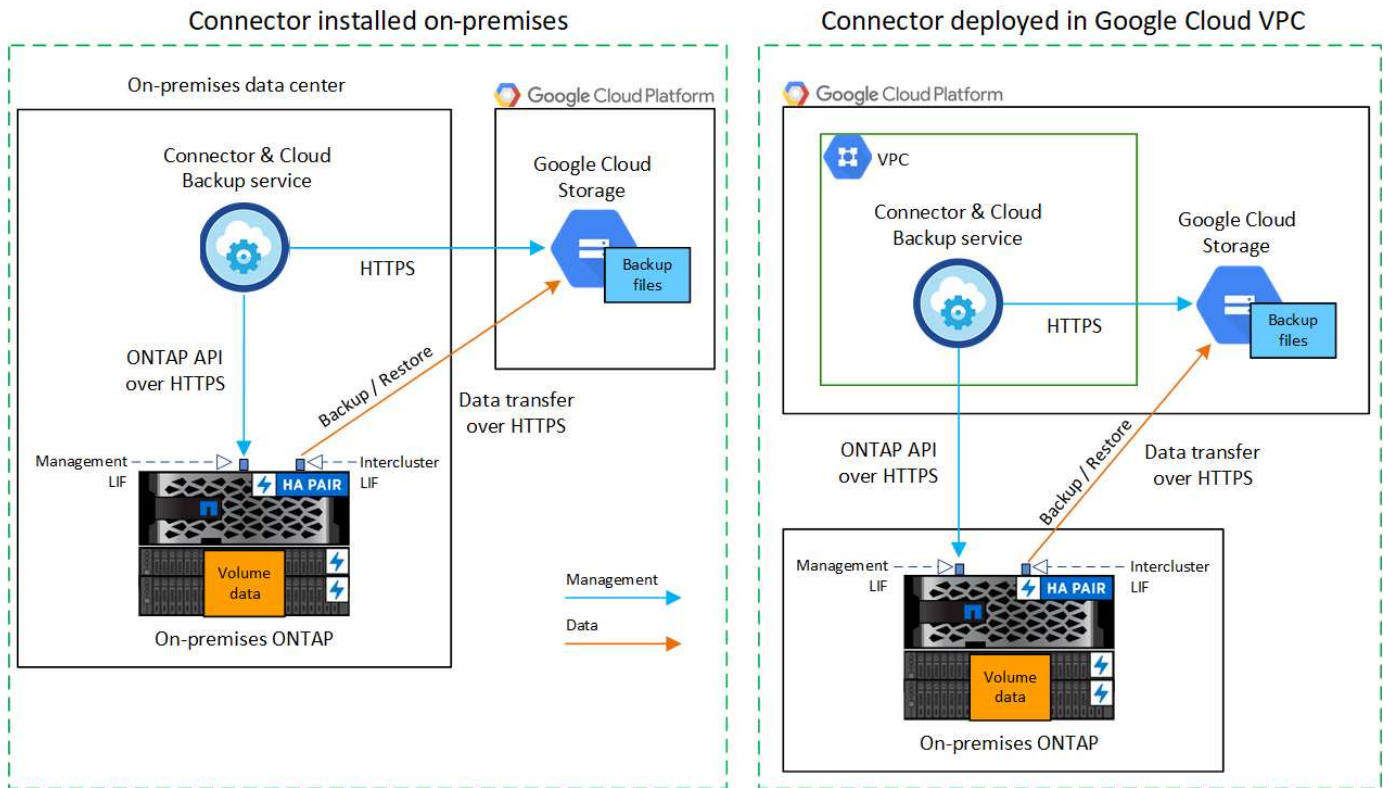 Connector installed on-premises
On-premises data center
Google Cloud Platform
Connector & Cloud
Backup service
Google Cloud
Storage
HTTPS
Backup
files
ONTAP API
over HTTPS
Backup / Restore
Data transfer
over HTTPS
Management
LIF
Intercluster
LIF
HA PAIR
Volume
data
On-premises ONTAP
Management
Data
Connector deployed in Google Cloud VPC
Google Cloud Platform
VPC
Connector & Cloud
Backup service
Google Cloud
Storage
HTTPS
Backup
files
ONTAP API
over HTTPS
Backup / Restore
Data transfer
over HTTPS
Management
LIF
Intercluster
LIF
HA PAIR
Volume
data
On-premises ONTAP